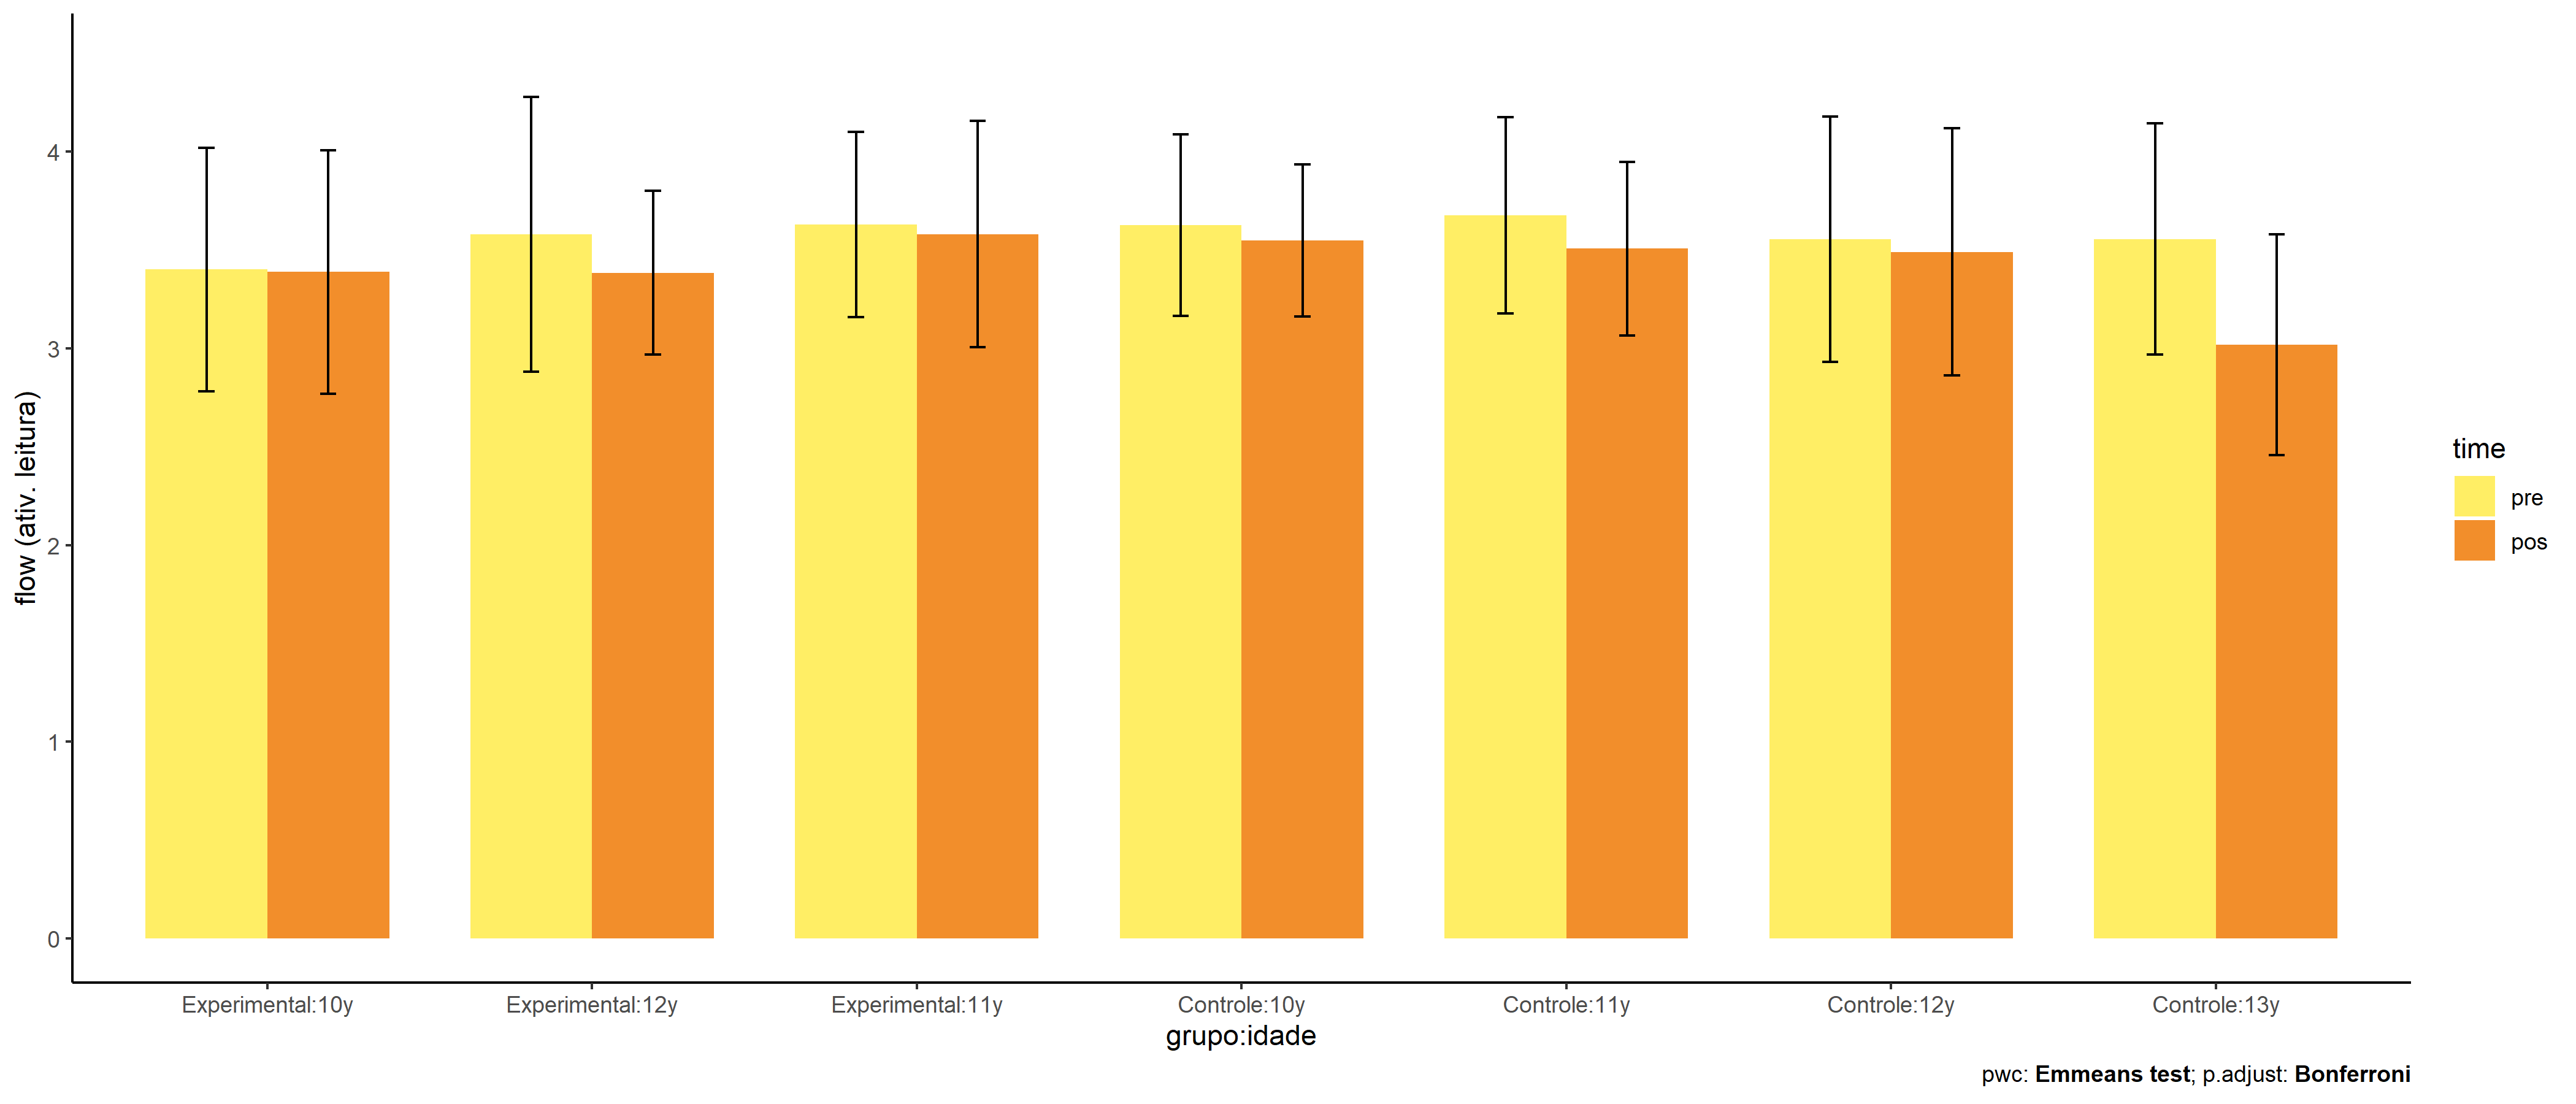 flow (ativ. leitura)
4
3
2
1
0
Experimental:10y Experimental:12y Experimental:11y Controle:10y Controle:11y Controle:12y Controle:13y
grupo:idade
time
pre
pos
pwc: Emmeans test; p.adjust: Bonferroni